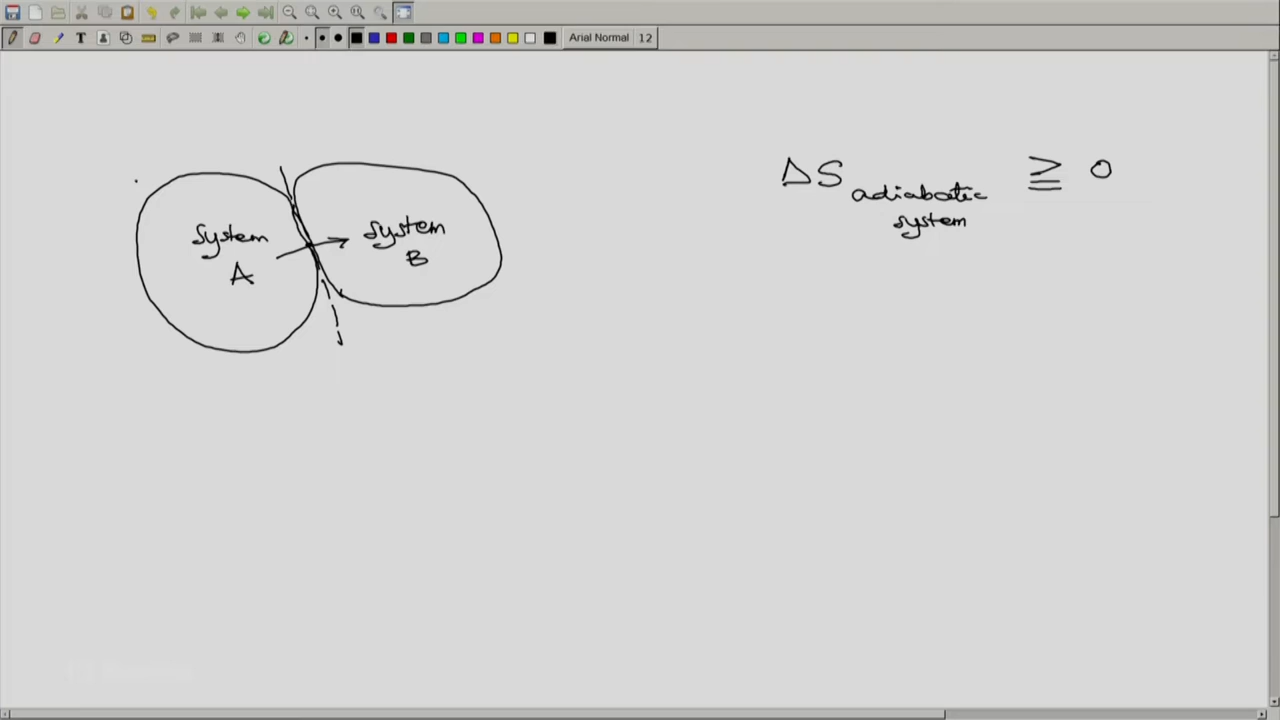 Arial Normal 12
System
A
System
B
ΔS adiabatic system ≧ 0